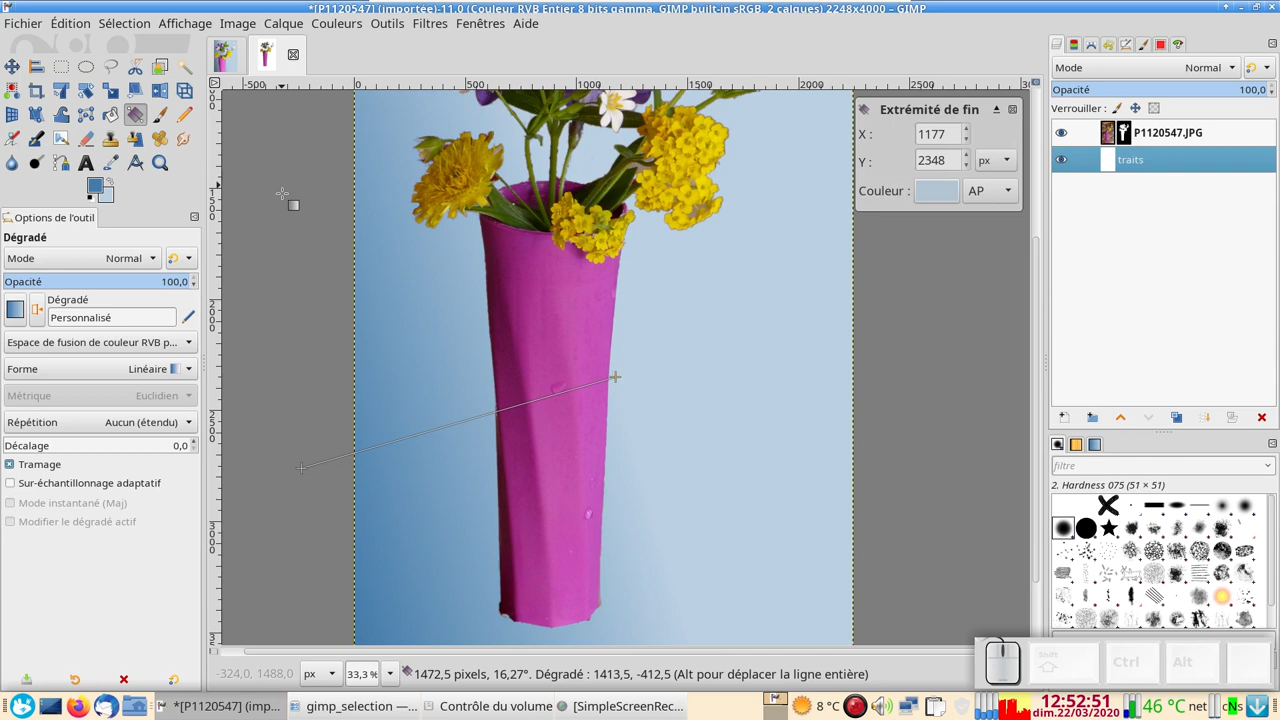 *[P1120547] (importée)-11.0 (Couleur RVB Entier 8 bits gamma, GIMP built-in sRGB, 2 calques) 2248x4000 – GIMP
Fichier Édition Sélection Affichage Image Calque Couleurs Outils Filtres Fenêtres Aide
-500 0 500 1000 1500 2000 2500
1500
2000
2500
3000
Options de l'outil
Dégradé
Mode Normal
Opacité 100,0
Dégradé
Personnalisé
Espace de fusion de couleur RVB p...
Forme Linéaire
Métrique Euclidien
Répétition Aucun (étendu)
Décalage 0,0
Tramage
Sur-échantillonnage adaptatif
Mode instantané (Maj)
Modifier le dégradé actif
Extrémité de fin
X : 1177
Y : 2348 px
Couleur : AP
Mode Normal
Opacité 100,0
Verrouiller :
P1120547.JPG
traits
filtre
2. Hardness 075 (51 × 51)
-324,0, 1488,0 px 33,3 % 1472,5 pixels, 16,27°. Dégradé : 1413,5, -412,5 (Alt pour déplacer la ligne entière)
Shift Ctrl Alt
*[P1120547] (imp... gimp_selection — Contrôle du volume [SimpleScreenRec... 8 °C 12:52:51 46 °C net
dim.22/03/2020